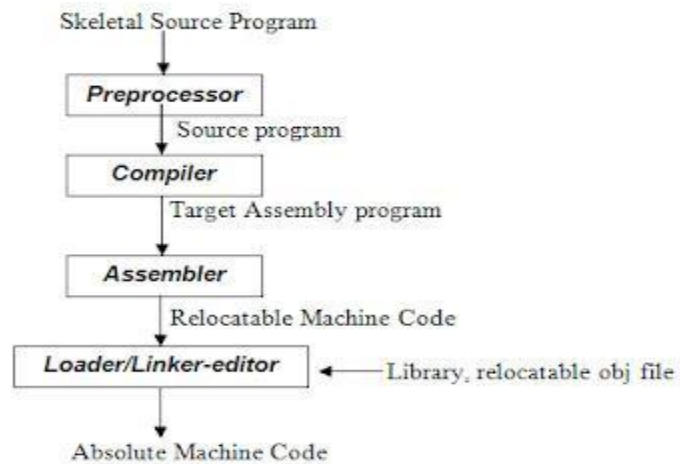 Skeletal Source Program
Preprocessor
Source program
Compiler
Target Assembly program
Assembler
Relocatable Machine Code
Loader/Linker-editor
Library, relocatable obj file
Absolute Machine Code